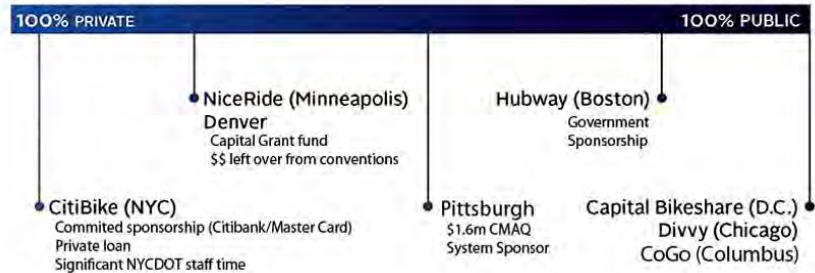 100% PRIVATE
100% PUBLIC
NiceRide (Minneapolis)
Denver
Capital Grant fund
$$ left over from conventions
Hubway (Boston)
Government
Sponsorship
CitiBike (NYC)
Commited sponsorship (Citibank/Master Card)
Private loan
Significant NYCDOT staff time
Pittsburgh
$1.6m CMAQ
System Sponsor
Capital Bikeshare (D.C.)
Divvy (Chicago)
CoGo (Columbus)